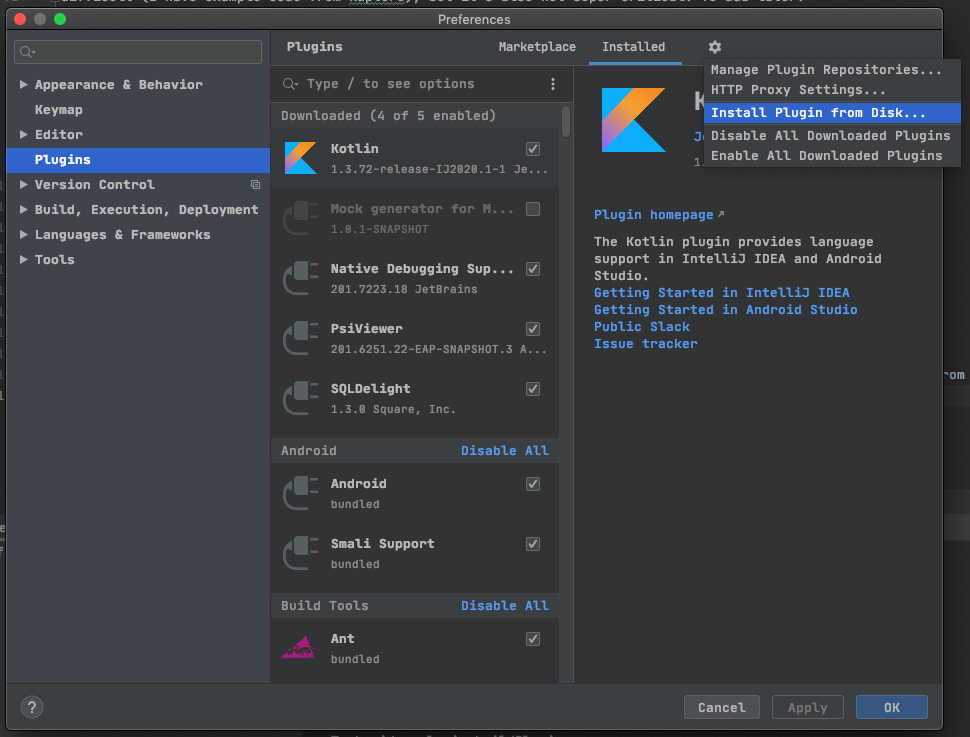 Preferences
Plugins
Marketplace
Installed
Type / to see options
Manage Plugin Repositories...
HTTP Proxy Settings...
Install Plugin from Disk...
Disable All Downloaded Plugins
Enable All Downloaded Plugins
Appearance & Behavior
Keymap
Editor
Plugins
Version Control
Build, Execution, Deployment
Languages & Frameworks
Tools
Downloaded (4 of 5 enabled)
Kotlin
1.3.72-release-IJ2020.1-1 Je...
Mock generator for M...
1.0.1-SNAPSHOT
Native Debugging Sup...
201.7223.18 JetBrains
PsiViewer
201.6251.22-EAP-SNAPSHOT.3 A...
SQLDelight
1.3.0 Square, Inc.
Android Disable All
Android
bundled
Smali Support
bundled
Build Tools Disable All
Ant
bundled
Plugin homepage ↗
The Kotlin plugin provides language
support in IntelliJ IDEA and Android
Studio.
Getting Started in IntelliJ IDEA
Getting Started in Android Studio
Public Slack
Issue tracker
?
Cancel
Apply
OK